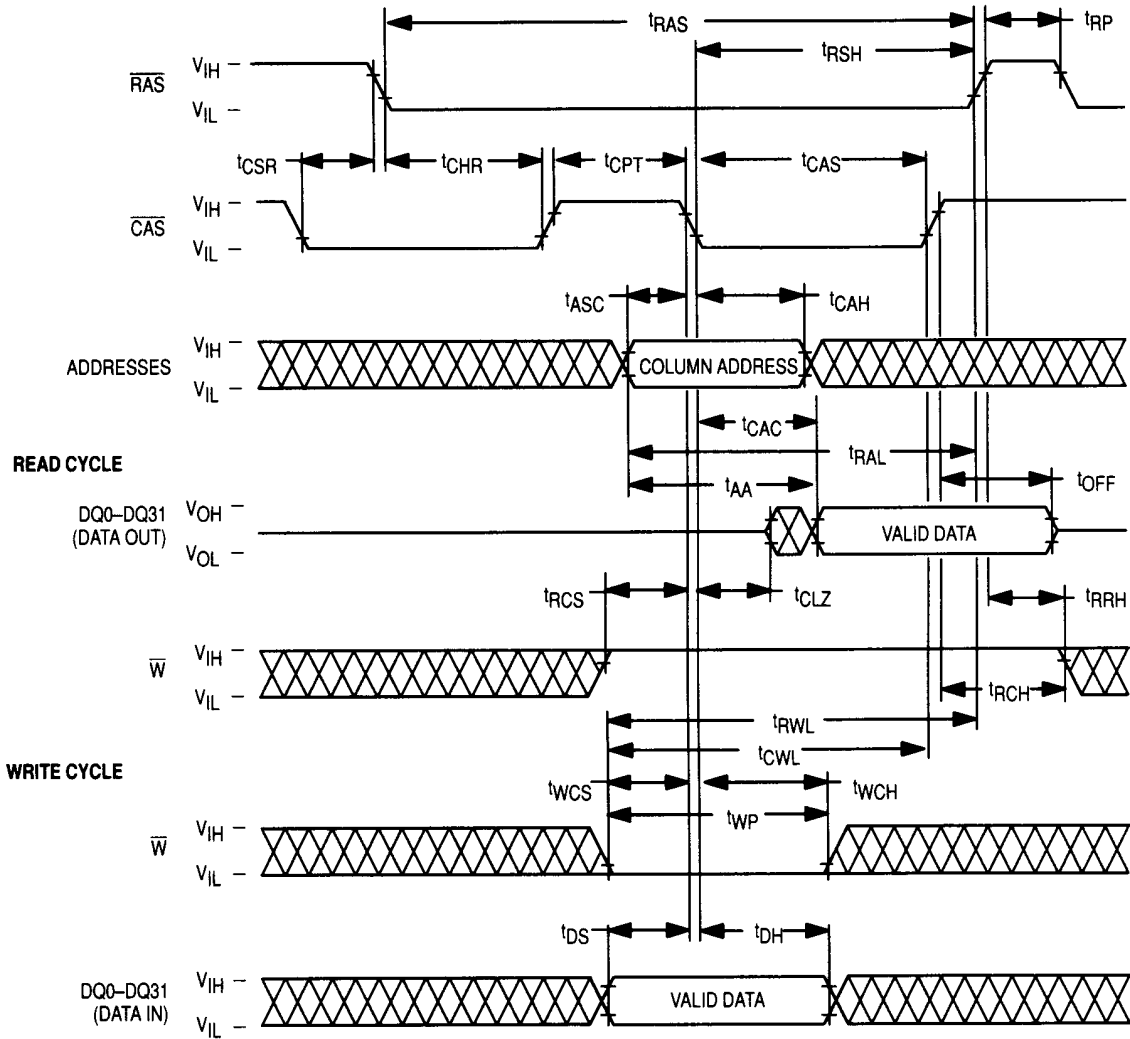 tRAS
tRP
tRSH
RAS
VIH
VIL
tCSR
tCHR
tCPT
tCAS
CAS
VIH
VIL
tASC
tCAH
ADDRESSES
VIH
VIL
COLUMN ADDRESS
tCAC
tRAL
READ CYCLE
tAA
tOFF
DQ0–DQ31
(DATA OUT)
VOH
VOL
VALID DATA
tRCS
tCLZ
tRRH
W
VIH
VIL
tRCH
tRWL
tCWL
WRITE CYCLE
tWCS
tWCH
tWP
W
VIH
VIL
tDS
tDH
DQ0–DQ31
(DATA IN)
VIH
VIL
VALID DATA